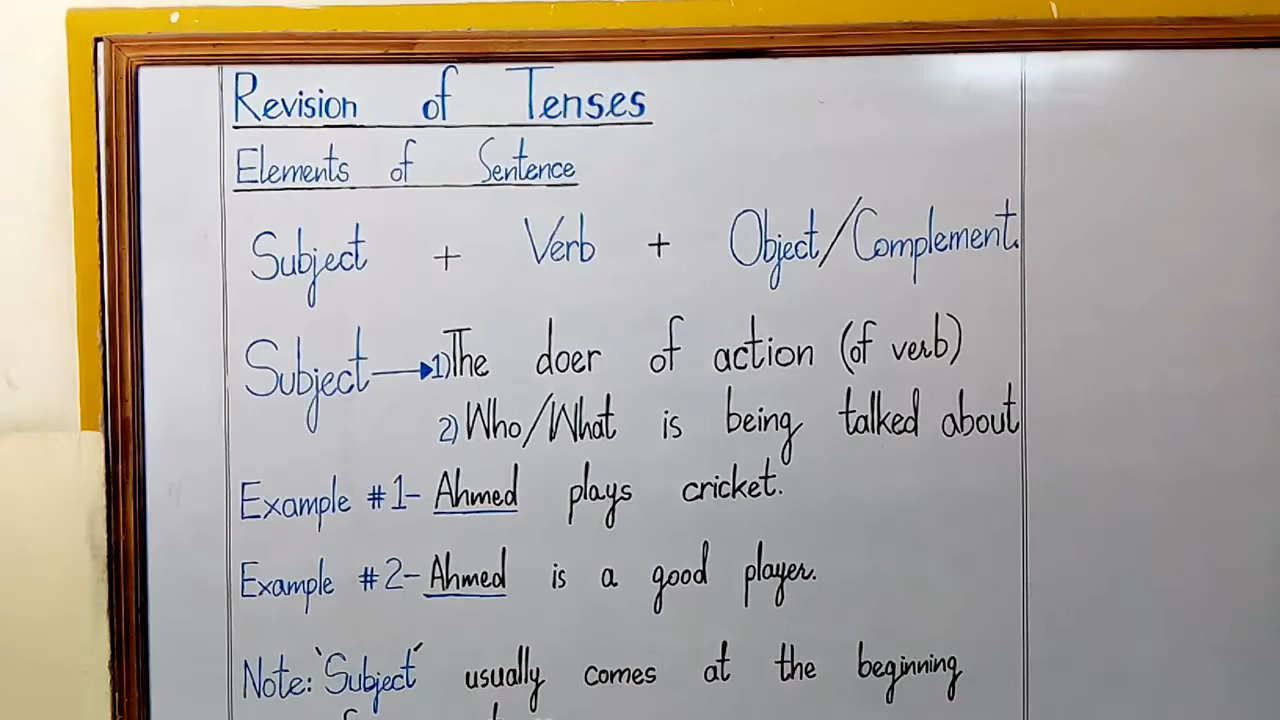 Revision of Tenses
Elements of Sentence
Subject + Verb + Object/Complement.
Subject → 1) The doer of action (of verb)
2) Who/What is being talked about
Example #1- Ahmed plays cricket.
Example #2- Ahmed is a good player.
Note: 'Subject' usually comes at the beginning